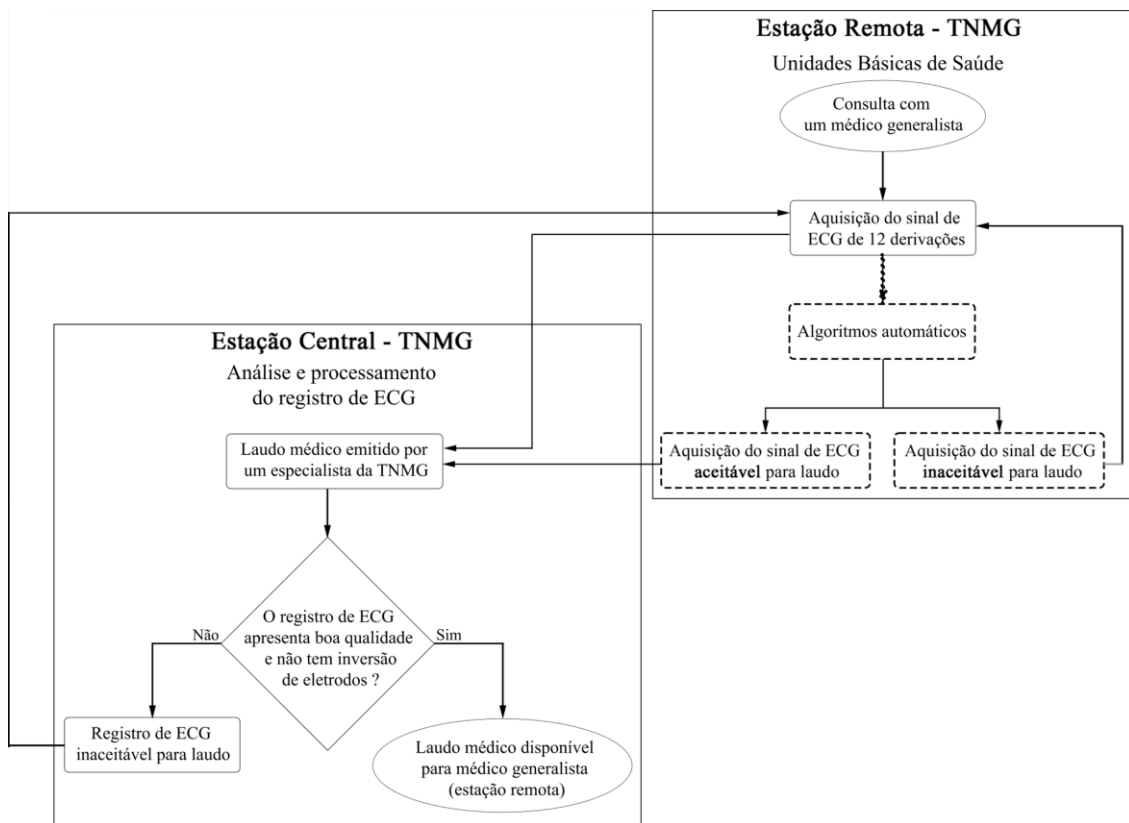 Estação Remota - TNMG
Unidades Básicas de Saúde
Consulta com
um médico generalista
Aquisição do sinal de
ECG de 12 derivações
Algoritmos automáticos
Aquisição do sinal de ECG
aceitável para laudo
Aquisição do sinal de ECG
inaceitável para laudo
Estação Central - TNMG
Análise e processamento
do registro de ECG
Laudo médico emitido por
um especialista da TNMG
O registro de ECG
apresenta boa qualidade
e não tem inversão
de eletrodos ?
Não
Sim
Registro de ECG
inaceitável para laudo
Laudo médico disponível
para médico generalista
(estação remota)